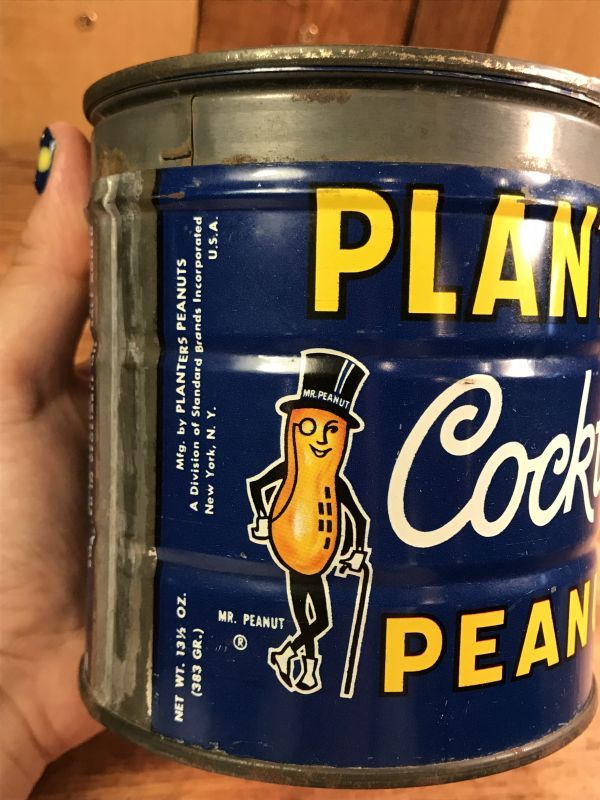 PLAN
Cock
PEAN
MR. PEANUT
MR. PEANUT
®
Mfg. by PLANTERS PEANUTS
A Division of Standard Brands Incorporated
New York, N. Y. U.S.A.
NET WT. 13½ OZ.
(383 GR.)